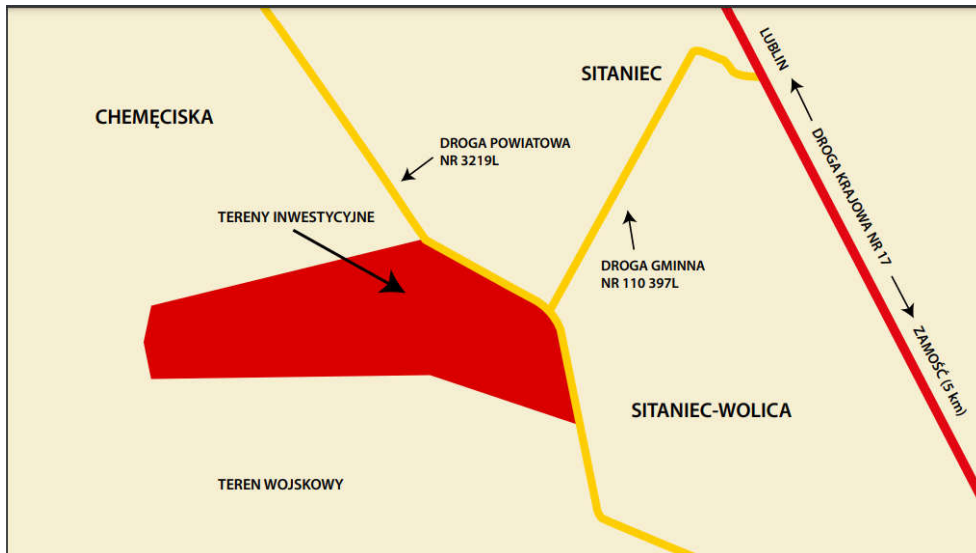 LUBLIN
SITANIEC
CHEMĘCISKA
DROGA POWIATOWA
NR 3219L
DROGA KRAJOWA NR 17
TERENY INWESTYCYJNE
DROGA GMINNA
NR 110 397L
ZAMOŚĆ (5 km)
SITANIEC-WOLICA
TEREN WOJSKOWY